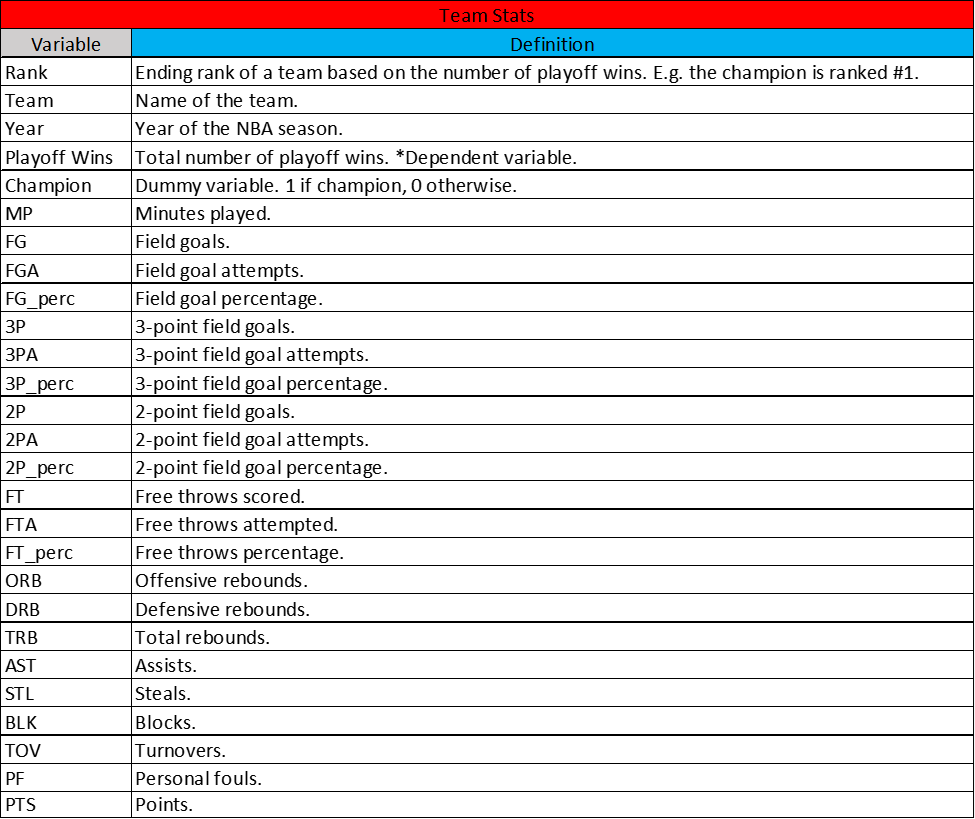 Team Stats
Variable Definition
Rank Ending rank of a team based on the number of playoff wins. E.g. the champion is ranked #1.
Team Name of the team.
Year Year of the NBA season.
Playoff Wins Total number of playoff wins. *Dependent variable.
Champion Dummy variable. 1 if champion, 0 otherwise.
MP Minutes played.
FG Field goals.
FGA Field goal attempts.
FG_perc Field goal percentage.
3P 3-point field goals.
3PA 3-point field goal attempts.
3P_perc 3-point field goal percentage.
2P 2-point field goals.
2PA 2-point field goal attempts.
2P_perc 2-point field goal percentage.
FT Free throws scored.
FTA Free throws attempted.
FT_perc Free throws percentage.
ORB Offensive rebounds.
DRB Defensive rebounds.
TRB Total rebounds.
AST Assists.
STL Steals.
BLK Blocks.
TOV Turnovers.
PF Personal fouls.
PTS Points.